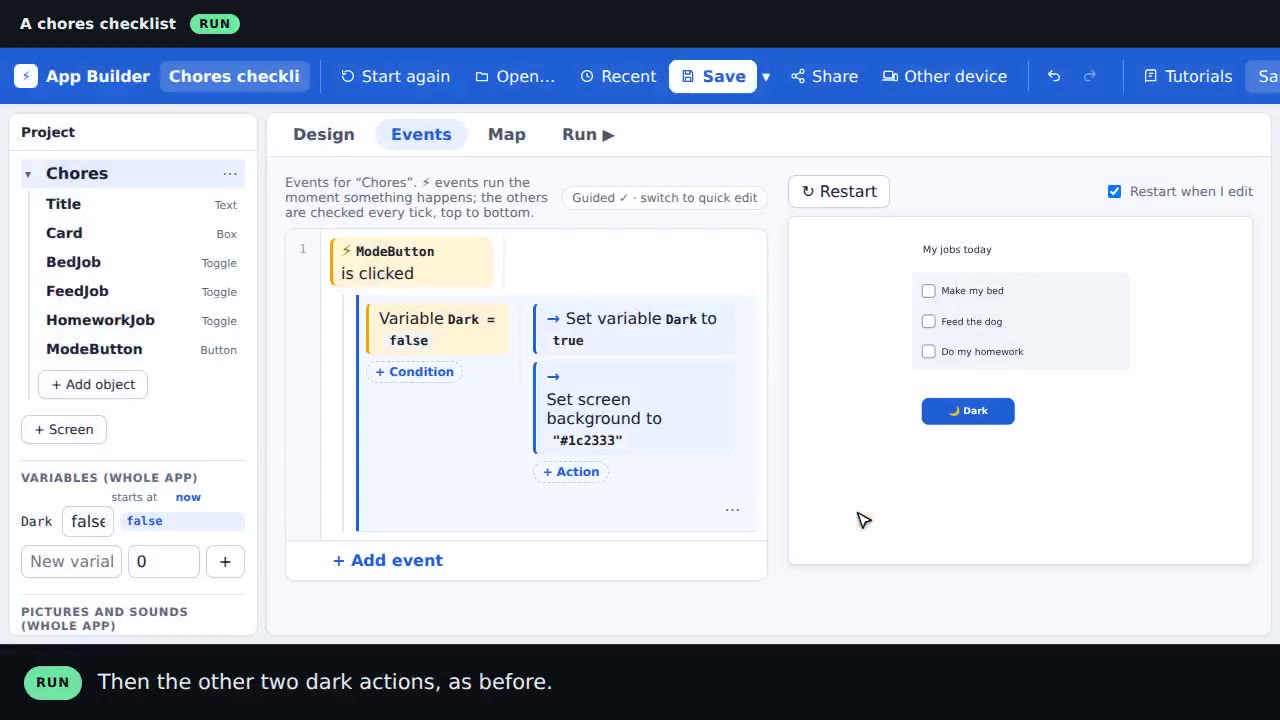 A chores checklist RUN
⚡ App Builder Chores checkli Start again Open… Recent Save ▾ Share Other device Tutorials Sa
Project
▾ Chores ⋯
Title Text
Card Box
BedJob Toggle
FeedJob Toggle
HomeworkJob Toggle
ModeButton Button
+ Add object
+ Screen
VARIABLES (WHOLE APP)
starts at now
Dark false false
New varial 0 +
PICTURES AND SOUNDS
(WHOLE APP)
Design Events Map Run ▶
Events for “Chores”. ⚡ events run the
moment something happens; the others
are checked every tick, top to bottom.
Guided ✓ · switch to quick edit
1
⚡ ModeButton
is clicked
Variable Dark =
false
+ Condition
→ Set variable Dark to
true
→
Set screen
background to
"#1c2333"
+ Action
⋯
+ Add event
↻ Restart
Restart when I edit
My jobs today
Make my bed
Feed the dog
Do my homework
🌙 Dark
RUN Then the other two dark actions, as before.